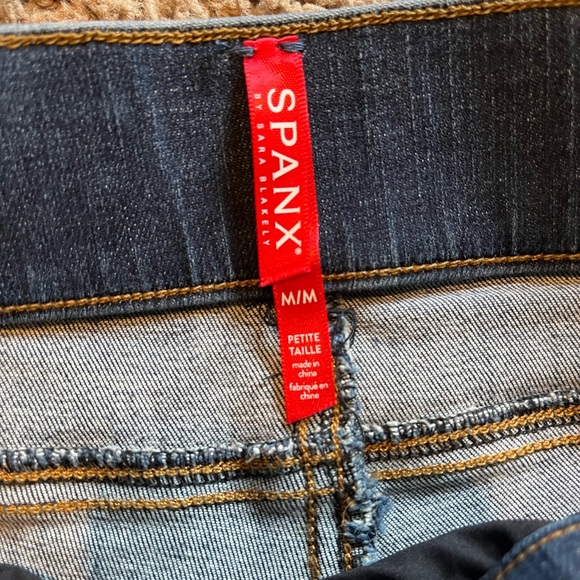 SPANX®
BY SARA BLAKELY
M/M
PETITE
TAILLE
made in
china
fabriqué en
chine